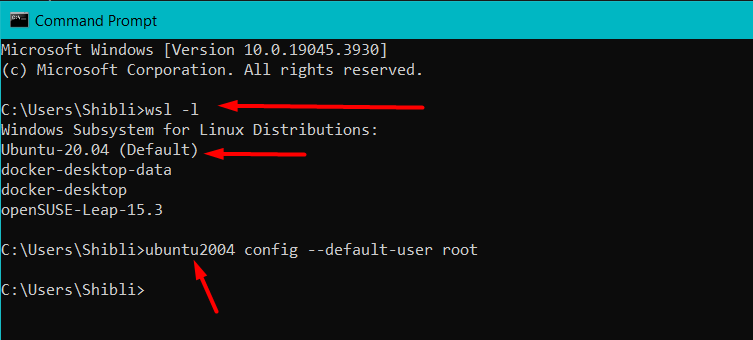 Command Prompt
Microsoft Windows [Version 10.0.19045.3930]
(c) Microsoft Corporation. All rights reserved.
C:\Users\Shibli>wsl -l
Windows Subsystem for Linux Distributions:
Ubuntu-20.04 (Default)
docker-desktop-data
docker-desktop
openSUSE-Leap-15.3
C:\Users\Shibli>ubuntu2004 config --default-user root
C:\Users\Shibli>